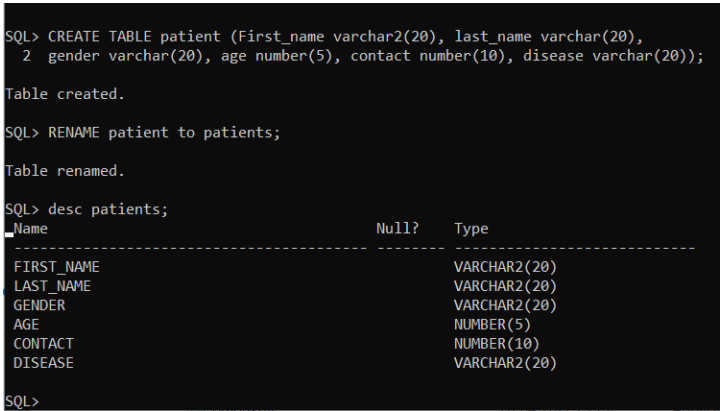 SQL> CREATE TABLE patient (First_name varchar2(20), last_name varchar(20),
  2  gender varchar(20), age number(5), contact number(10), disease varchar(20));
Table created.
SQL> RENAME patient to patients;
Table renamed.
SQL> desc patients;
 Name                                      Null?    Type
 ----------------------------------------- -------- ----------------------------
 FIRST_NAME                                         VARCHAR2(20)
 LAST_NAME                                          VARCHAR2(20)
 GENDER                                             VARCHAR2(20)
 AGE                                                NUMBER(5)
 CONTACT                                            NUMBER(10)
 DISEASE                                            VARCHAR2(20)
SQL>